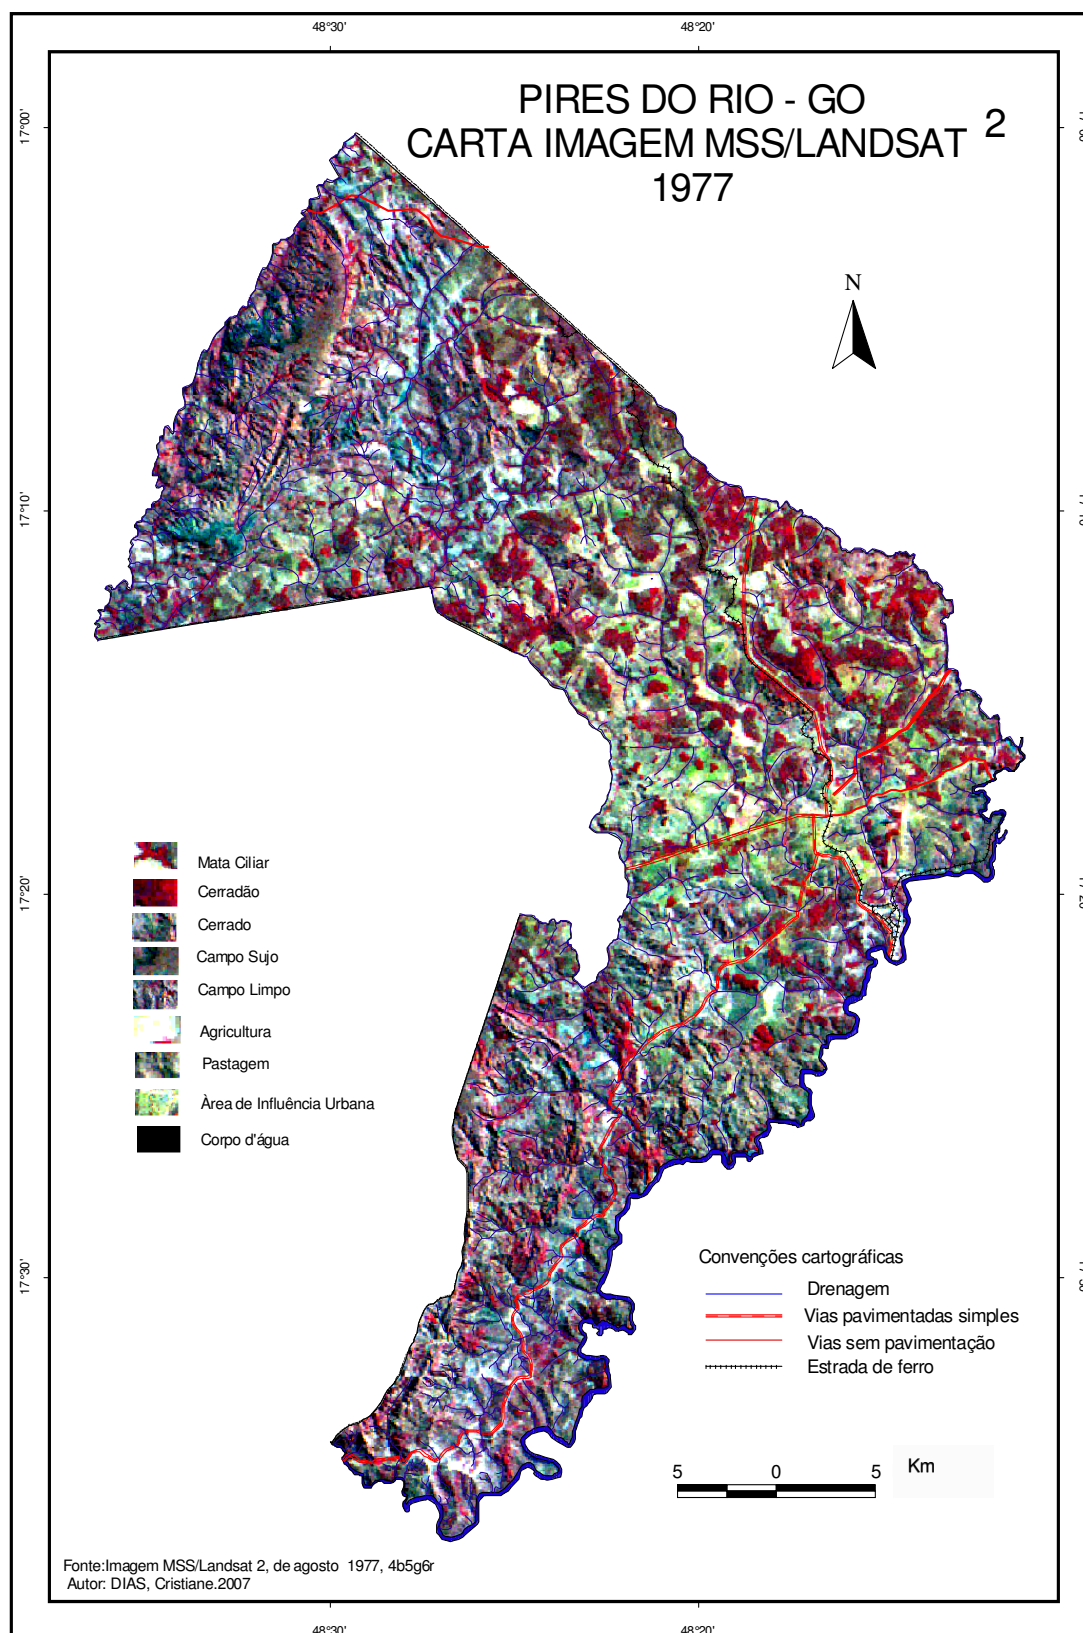 48°30'
48°20'
PIRES DO RIO - GO
CARTA IMAGEM MSS/LANDSAT 2
1977
17°00'
N
17°10'
17°20'
Mata Ciliar
Cerradão
Cerrado
Campo Sujo
Campo Limpo
Agricultura
Pastagem
Àrea de Influência Urbana
Corpo d'água
17°30'
Convenções cartográficas
Drenagem
Vias pavimentadas simples
Vias sem pavimentação
Estrada de ferro
5 0 5 Km
Fonte:Imagem MSS/Landsat 2, de agosto 1977, 4b5g6r
Autor: DIAS, Cristiane.2007
48°30'
48°20'